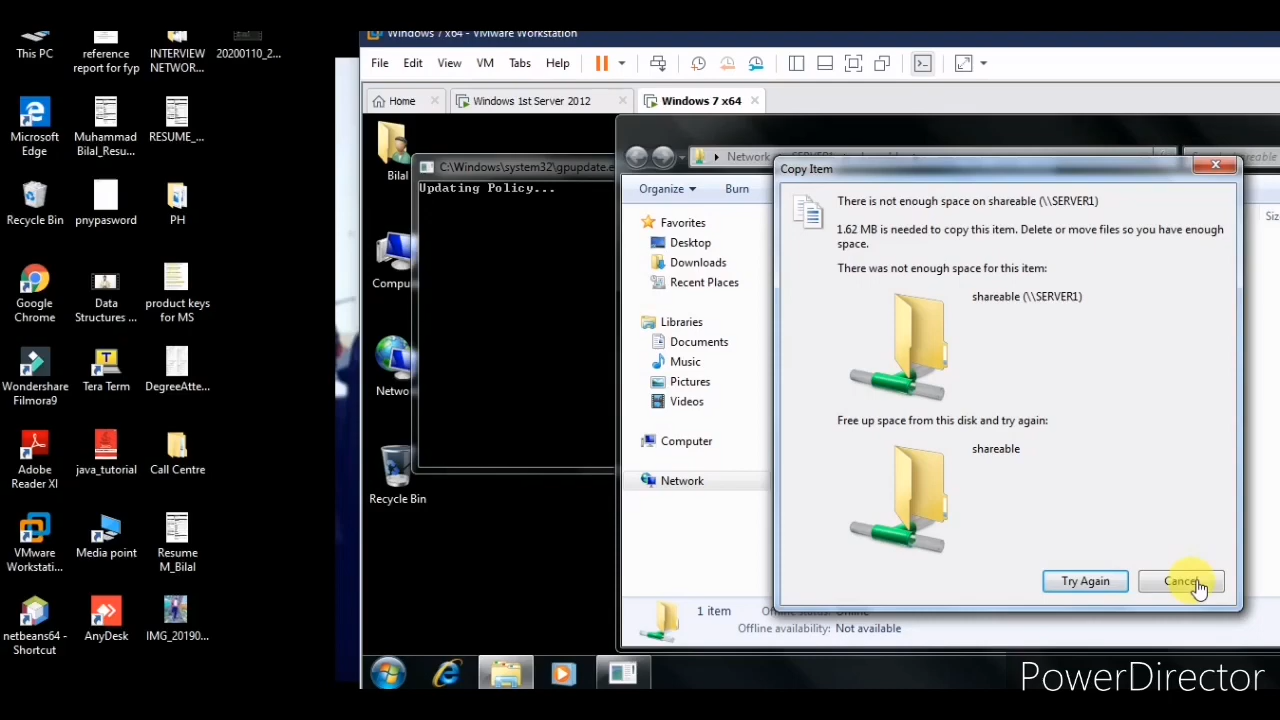 This PC
reference
report for fyp
INTERVIEW
NETWOR...
20200110_2...
Microsoft
Edge
Muhammad
Bilal_Resu...
RESUME_...
Recycle Bin
pnypasword
PH
Google
Chrome
Data
Structures ...
product keys
for MS
Wondershare
Filmora9
Tera Term
DegreeAtte...
Adobe
Reader XI
java_tutorial
Call Centre
VMware
Workstati...
Media point
Resume
M_Bilal
netbeans64 -
Shortcut
AnyDesk
IMG_20190...
Windows 7 x64 - VMware Workstation
File Edit View VM Tabs Help
Home
Windows 1st Server 2012
Windows 7 x64
Bilal
Compu
Netwo
Recycle Bin
C:\Windows\system32\gpupdate.e
Updating Policy...
Network
Organize
Burn
Siz
Favorites
Desktop
Downloads
Recent Places
Libraries
Documents
Music
Pictures
Videos
Computer
Network
Copy Item
There is not enough space on shareable (\\SERVER1)
1.62 MB is needed to copy this item. Delete or move files so you have enough
space.
There was not enough space for this item:
shareable (\\SERVER1)
Free up space from this disk and try again:
shareable
Try Again
Cancel
1 item
Offline status: Online
Offline availability: Not available
PowerDirector